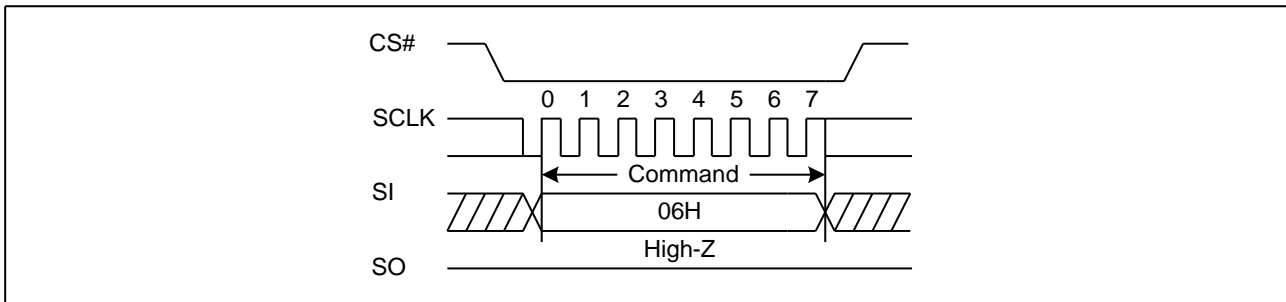 CS#
0 1 2 3 4 5 6 7
SCLK
Command
SI
06H
High-Z
SO